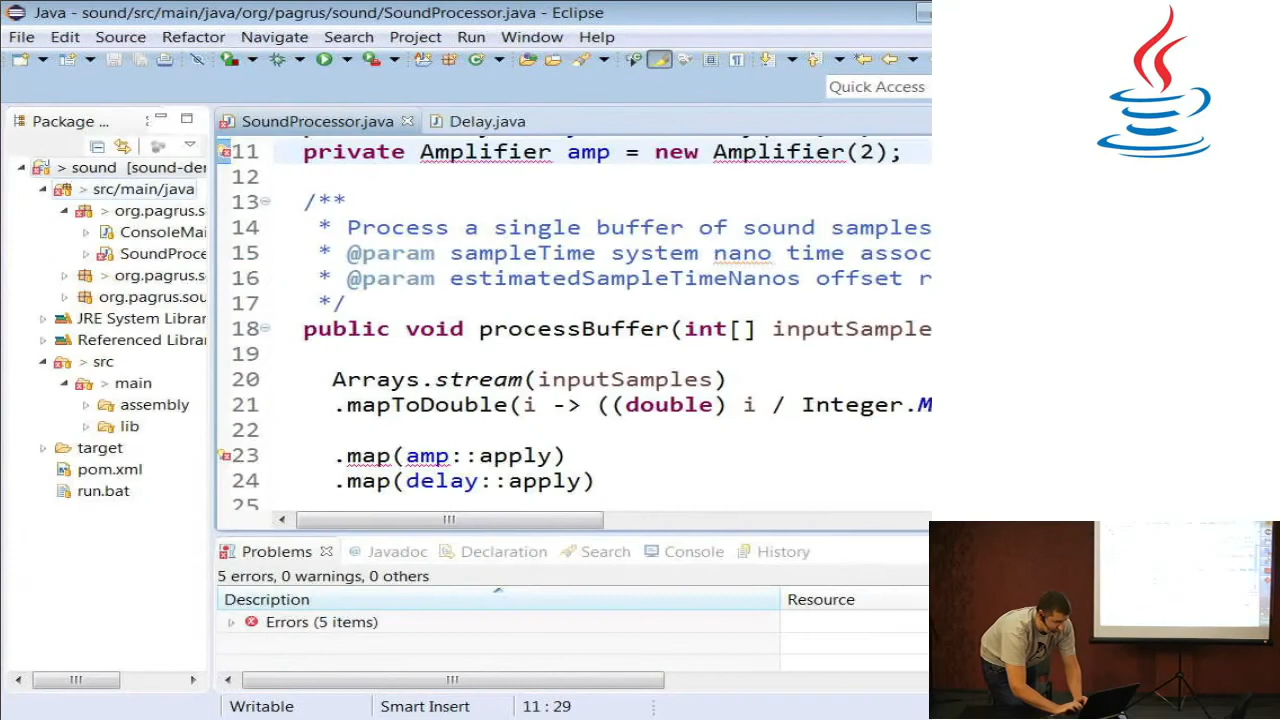 Java - sound/src/main/java/org/pagrus/sound/SoundProcessor.java - Eclipse
File Edit Source Refactor Navigate Search Project Run Window Help
Quick Access
Package ...
SoundProcessor.java Delay.java
> sound [sound-de
> src/main/java
> org.pagrus.s
ConsoleMai
SoundProce
> org.pagrus.s
org.pagrus.sou
JRE System Librar
Referenced Librar
> src
> main
assembly
lib
target
pom.xml
run.bat
11 private Amplifier amp = new Amplifier(2);
12
13 /**
14 * Process a single buffer of sound samples
15 * @param sampleTime system nano time assoc
16 * @param estimatedSampleTimeNanos offset r
17 */
18 public void processBuffer(int[] inputSample
19
20 Arrays.stream(inputSamples)
21 .mapToDouble(i -> ((double) i / Integer.M
22
23 .map(amp::apply)
24 .map(delay::apply)
25
Problems @ Javadoc Declaration Search Console History
5 errors, 0 warnings, 0 others
Description Resource
Errors (5 items)
Writable Smart Insert 11 : 29